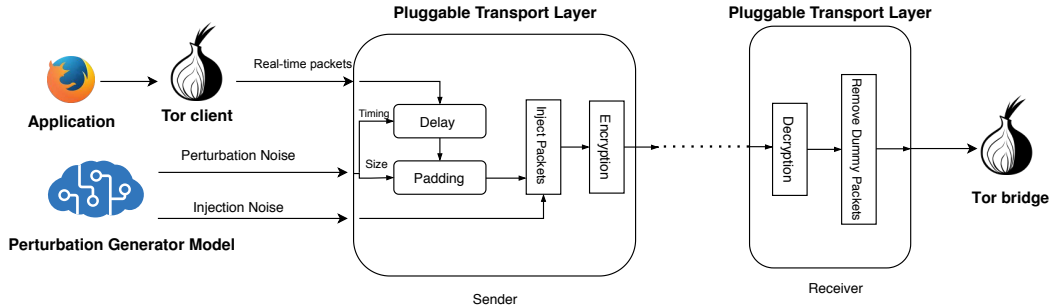 Pluggable Transport Layer
Pluggable Transport Layer
Real-time packets
Application
Tor client
Timing
Delay
Perturbation Noise
Size
Padding
Inject Packets
Encryption
Decryption
Remove Dummy Packets
Injection Noise
Perturbation Generator Model
Tor bridge
Sender
Receiver